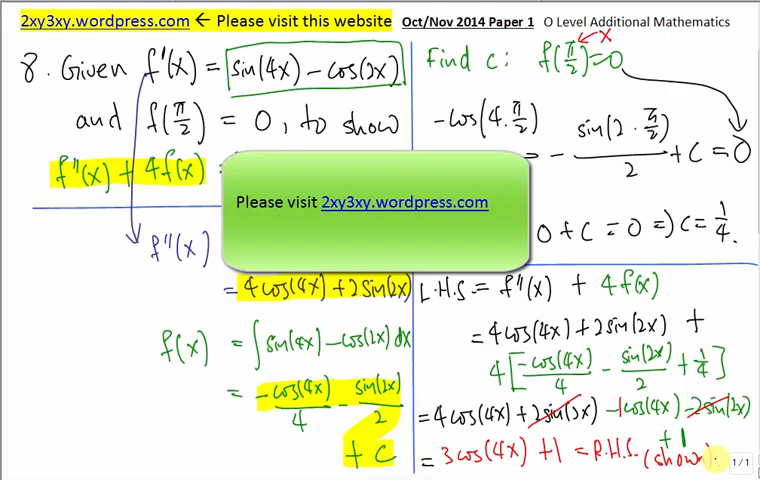 2xy3xy.wordpress.com ← Please visit this website Oct/Nov 2014 Paper 1 O Level Additional Mathematics
8. Given f'(x) = sin(4x) – cos(2x)
and f(π/2) = 0, to show
f''(x) + 4f(x) =
f''(x)
= 4cos(4x) + 2sin(2x)
f(x) = ∫ sin(4x) – cos(2x) dx
= -cos(4x)/4 - sin(2x)/2
+ C
Please visit 2xy3xy.wordpress.com
Find c: f(π/2) = 0
x
-cos(4·π/2)
- sin(2·π/2)/2 + C = 0
0 + C = 0 => C = 1/4.
L.H.S = f''(x) + 4f(x)
= 4cos(4x) + 2sin(2x) +
4[-cos(4x)/4 - sin(2x)/2 + 1/4]
= 4cos(4x) + 2sin(2x) - 1cos(4x) - 2sin(2x)
+ 1
= 3cos(4x) + 1 = R.H.S. (shown).
1/1